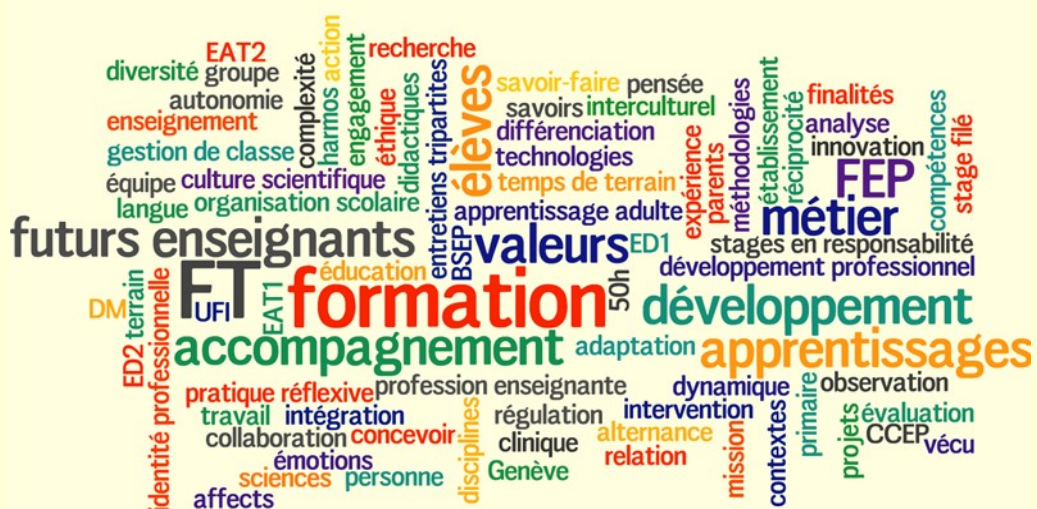 EAT2
diversité
groupe
complexité
action
harmos
engagement
recherche
éthique
didactiques
entretiens tripartites
élèves
savoir-faire
pensée
autonomie
savoirs
interculturel
enseignement
différenciation
gestion de classe
technologies
équipe
culture scientifique
temps de terrain
langue
organisation scolaire
apprentissage adulte
expérience
parents
méthodologies
établissement
réciprocité
finalités
analyse
innovation
compétences
stage filé
FEP
métier
futurs enseignants
BSEP
valeurs
ED1
stages en responsabilité
développement professionnel
éducation
FT
UFI
EAT1
formation
50h
développement
DM
terrain
ED2
identité professionnelle
accompagnement
adaptation
apprentissages
pratique réflexive
profession enseignante
dynamique
observation
travail
intégration
disciplines
régulation
intervention
contextes
primaire
projets
évaluation
collaboration
concevoir
clinique
alternance
mission
CCEP
vécu
émotions
relation
sciences
personne
Genève
affects